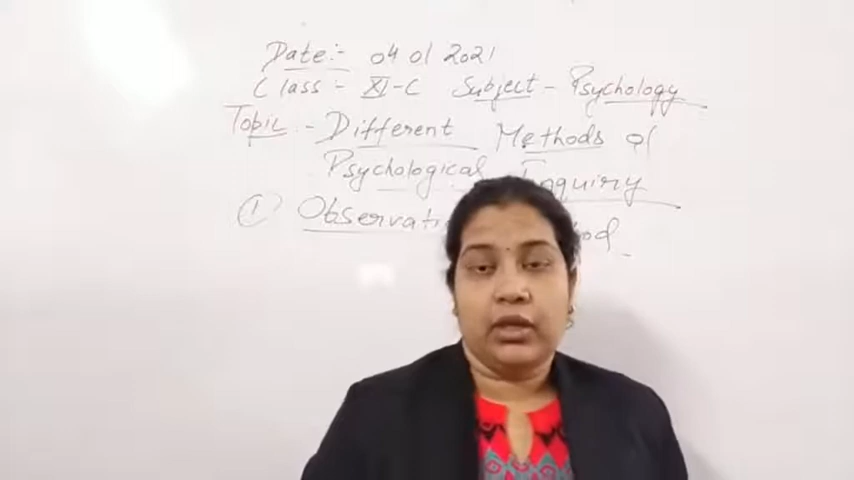 Date:- 04 01 2021
Class - XI-C Subject - Psychology
Topic - Different Methods of
Psychological Enquiry
① Observati